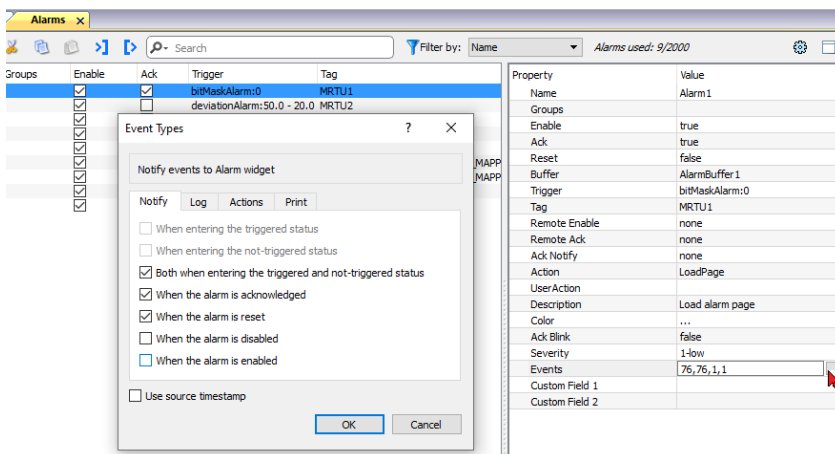 Alarms
Search
Filter by: Name
Alarms used: 9/2000
Groups Enable Ack Trigger Tag
bitMaskAlarm:0 MRTU1
deviationAlarm:50.0 - 20.0 MRTU2
_MAPP
_MAPP
Event Types ?
Notify events to Alarm widget
Notify Log Actions Print
When entering the triggered status
When entering the not-triggered status
Both when entering the triggered and not-triggered status
When the alarm is acknowledged
When the alarm is reset
When the alarm is disabled
When the alarm is enabled
Use source timestamp
OK Cancel
Property Value
Name Alarm1
Groups
Enable true
Ack true
Reset false
Buffer AlarmBuffer1
Trigger bitMaskAlarm:0
Tag MRTU1
Remote Enable none
Remote Ack none
Ack Notify none
Action LoadPage
UserAction
Description Load alarm page
Color ...
Ack Blink false
Severity 1-low
Events 76,76,1,1
Custom Field 1
Custom Field 2